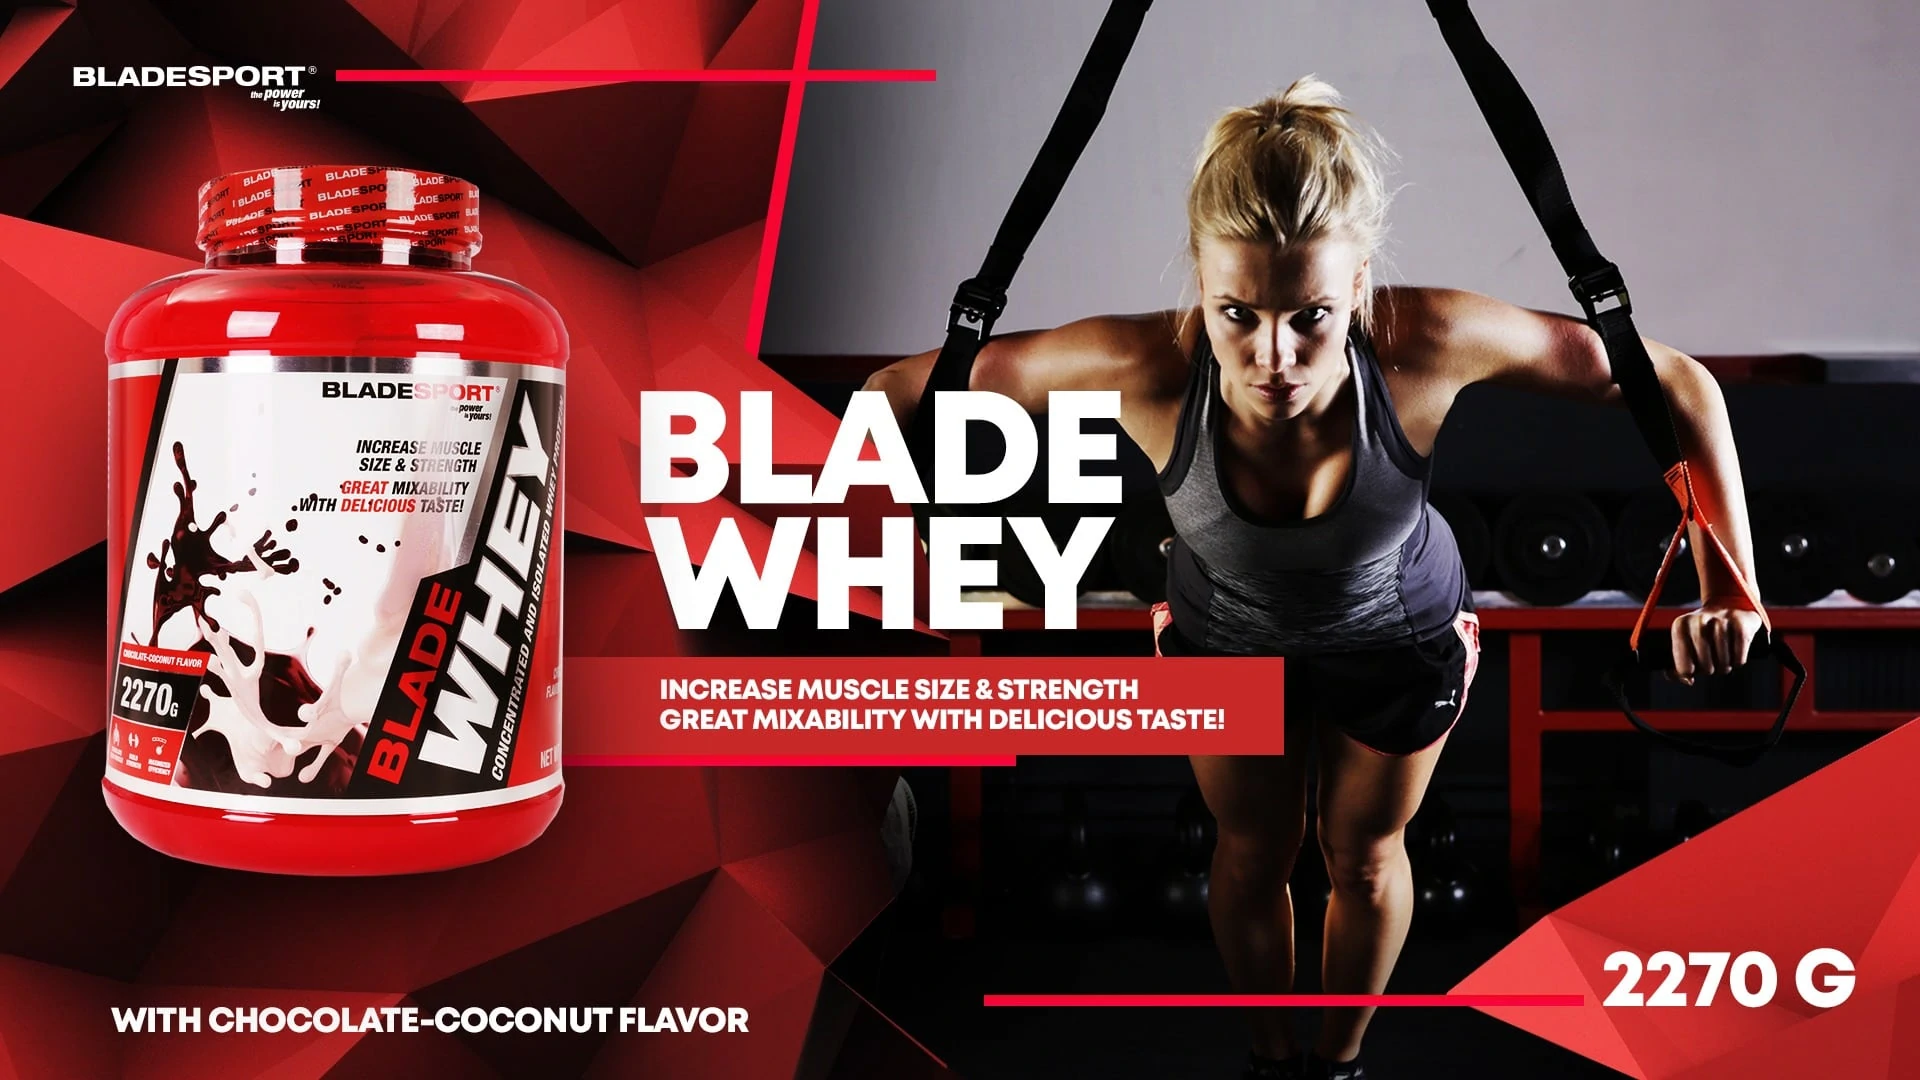 BLADESPORT®
the power
is yours!
BLADESPORT®
the power
is yours!
INCREASE MUSCLE
SIZE & STRENGTH
GREAT MIXABILITY
WITH DEL1CIOUS TASTE!
BLADE
WHEY
CONCENTRATED AND ISOLATED WHEY PROTEIN
CHOCOLATE-COCONUT FLAVOR
2270G
BLADE
WHEY
INCREASE MUSCLE SIZE & STRENGTH
GREAT MIXABILITY WITH DELICIOUS TASTE!
WITH CHOCOLATE-COCONUT FLAVOR
2270 G